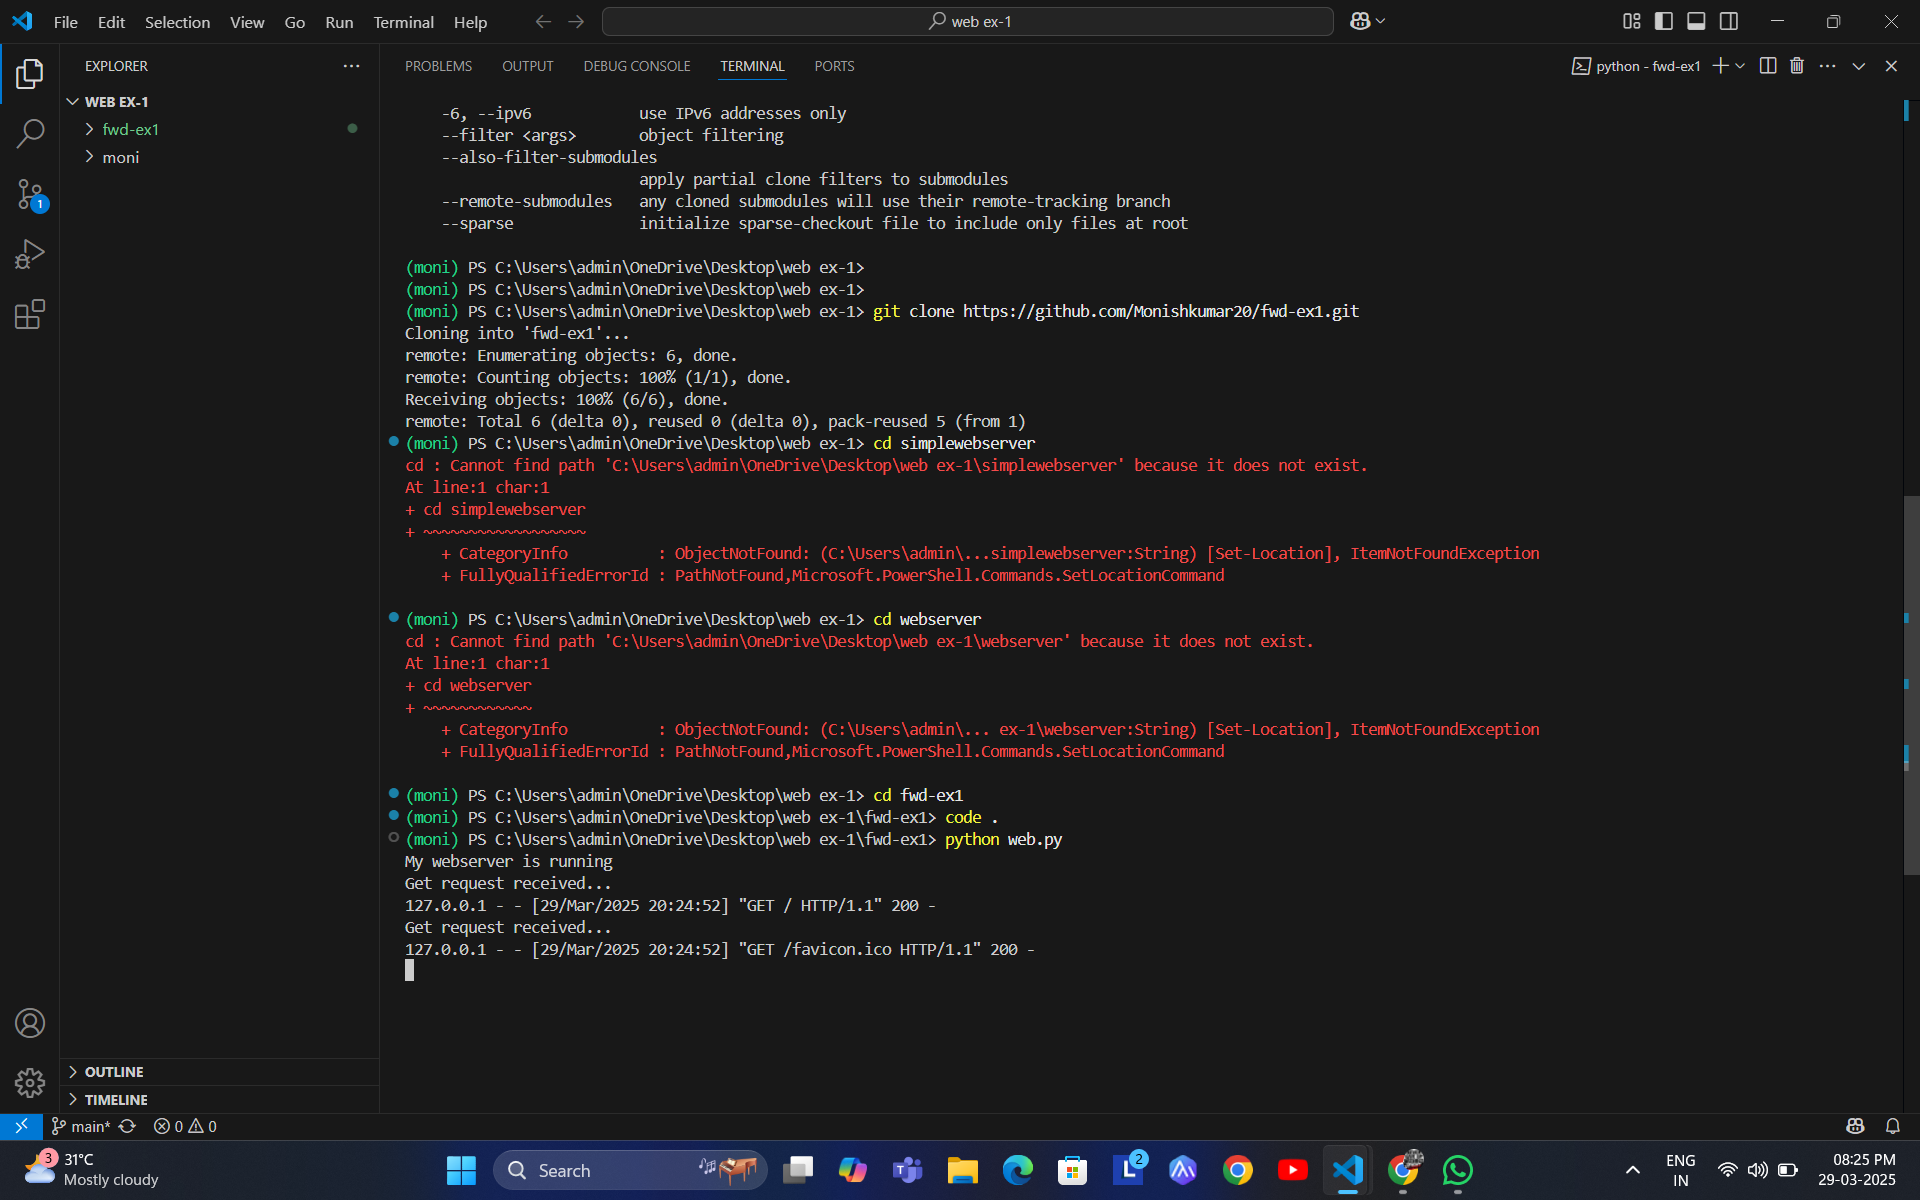 File Edit Selection View Go Run Terminal Help
web ex-1
EXPLORER
WEB EX-1
fwd-ex1
moni
1
OUTLINE
TIMELINE
PROBLEMS OUTPUT DEBUG CONSOLE TERMINAL PORTS
python - fwd-ex1
-6, --ipv6 use IPv6 addresses only
--filter <args> object filtering
--also-filter-submodules
apply partial clone filters to submodules
--remote-submodules any cloned submodules will use their remote-tracking branch
--sparse initialize sparse-checkout file to include only files at root
(moni) PS C:\Users\admin\OneDrive\Desktop\web ex-1>
(moni) PS C:\Users\admin\OneDrive\Desktop\web ex-1>
(moni) PS C:\Users\admin\OneDrive\Desktop\web ex-1> git clone https://github.com/Monishkumar20/fwd-ex1.git
Cloning into 'fwd-ex1'...
remote: Enumerating objects: 6, done.
remote: Counting objects: 100% (1/1), done.
Receiving objects: 100% (6/6), done.
remote: Total 6 (delta 0), reused 0 (delta 0), pack-reused 5 (from 1)
(moni) PS C:\Users\admin\OneDrive\Desktop\web ex-1> cd simplewebserver
cd : Cannot find path 'C:\Users\admin\OneDrive\Desktop\web ex-1\simplewebserver' because it does not exist.
At line:1 char:1
+ cd simplewebserver
+ ~~~~~~~~~~~~~~~~~~
+ CategoryInfo : ObjectNotFound: (C:\Users\admin\...simplewebserver:String) [Set-Location], ItemNotFoundException
+ FullyQualifiedErrorId : PathNotFound,Microsoft.PowerShell.Commands.SetLocationCommand
(moni) PS C:\Users\admin\OneDrive\Desktop\web ex-1> cd webserver
cd : Cannot find path 'C:\Users\admin\OneDrive\Desktop\web ex-1\webserver' because it does not exist.
At line:1 char:1
+ cd webserver
+ ~~~~~~~~~~~~
+ CategoryInfo : ObjectNotFound: (C:\Users\admin\... ex-1\webserver:String) [Set-Location], ItemNotFoundException
+ FullyQualifiedErrorId : PathNotFound,Microsoft.PowerShell.Commands.SetLocationCommand
(moni) PS C:\Users\admin\OneDrive\Desktop\web ex-1> cd fwd-ex1
(moni) PS C:\Users\admin\OneDrive\Desktop\web ex-1\fwd-ex1> code .
(moni) PS C:\Users\admin\OneDrive\Desktop\web ex-1\fwd-ex1> python web.py
My webserver is running
Get request received...
127.0.0.1 - - [29/Mar/2025 20:24:52] "GET / HTTP/1.1" 200 -
Get request received...
127.0.0.1 - - [29/Mar/2025 20:24:52] "GET /favicon.ico HTTP/1.1" 200 -
main* 0 0
3
31°C
Mostly cloudy
Search
L 2
ENG
IN
08:25 PM
29-03-2025